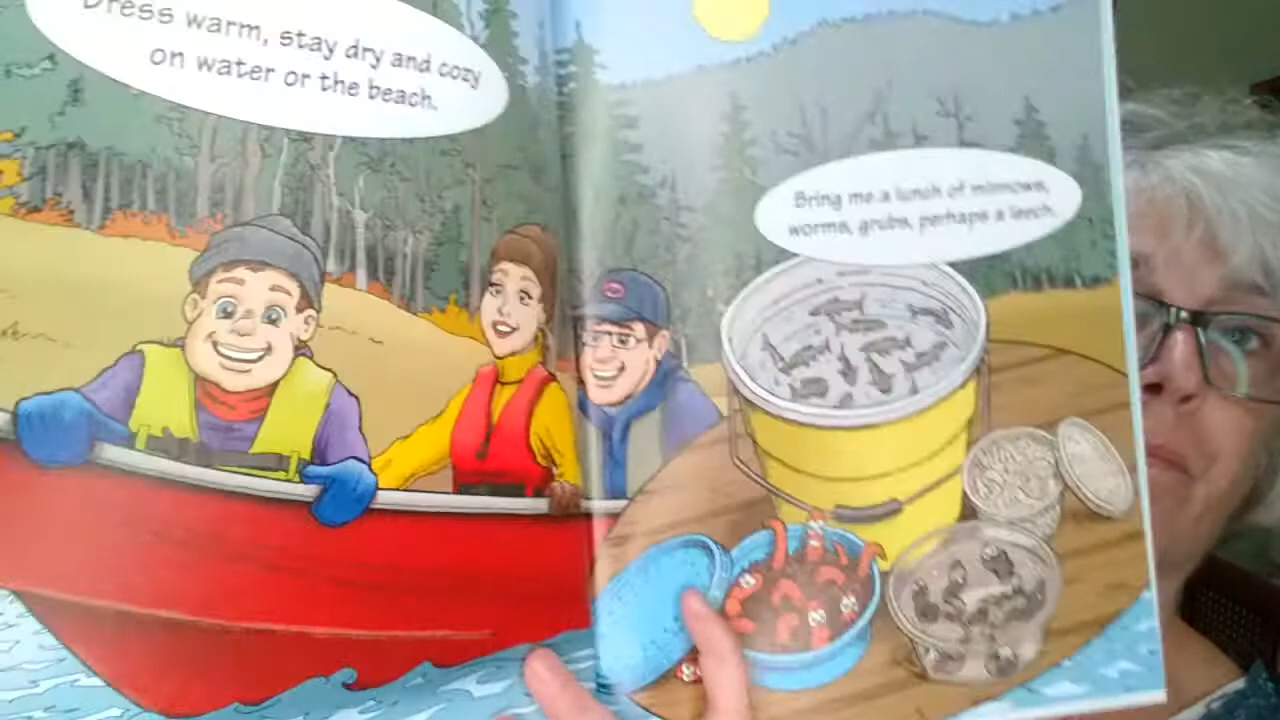 Dress warm, stay dry and cozy
on water or the beach.
Bring me a lunch of minnows,
worms, grubs, perhaps a leech.